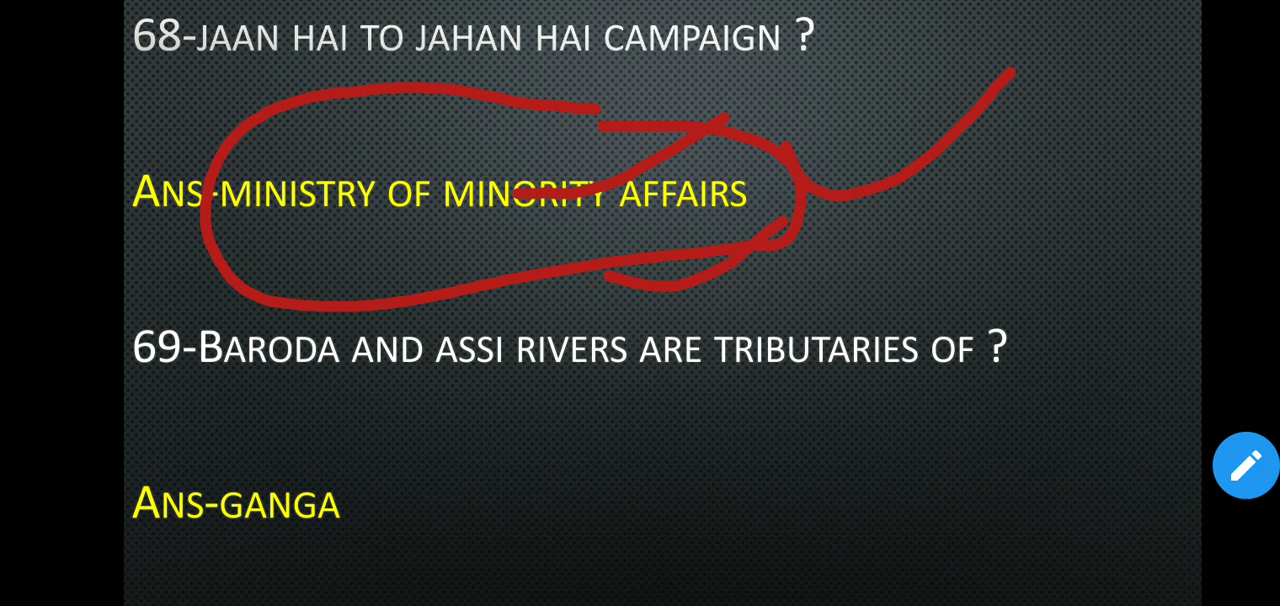 68-JAAN HAI TO JAHAN HAI CAMPAIGN ?
ANS-MINISTRY OF MINORITY AFFAIRS
69-BARODA AND ASSI RIVERS ARE TRIBUTARIES OF ?
ANS-GANGA